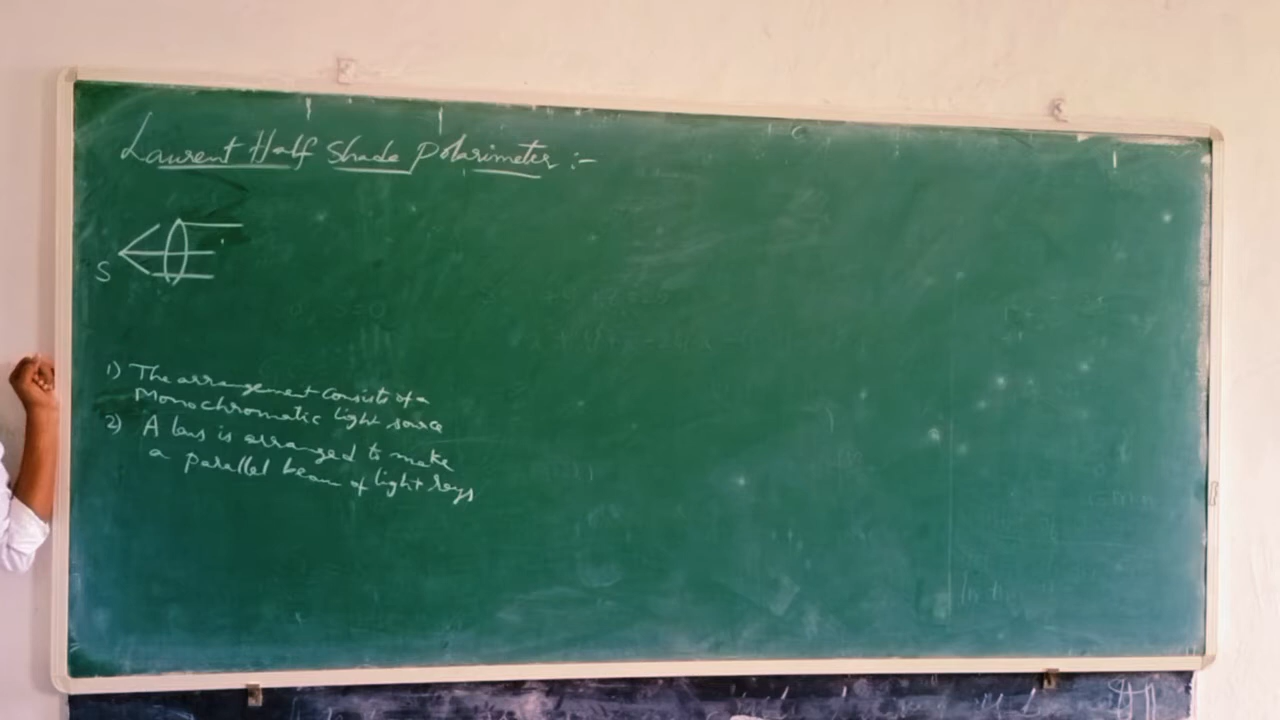 Laurent Half Shade Polarimeter :-
S
1) The arrangement consists of a
Monochromatic light source
2) A lens is arranged to make
a parallel beam of light rays